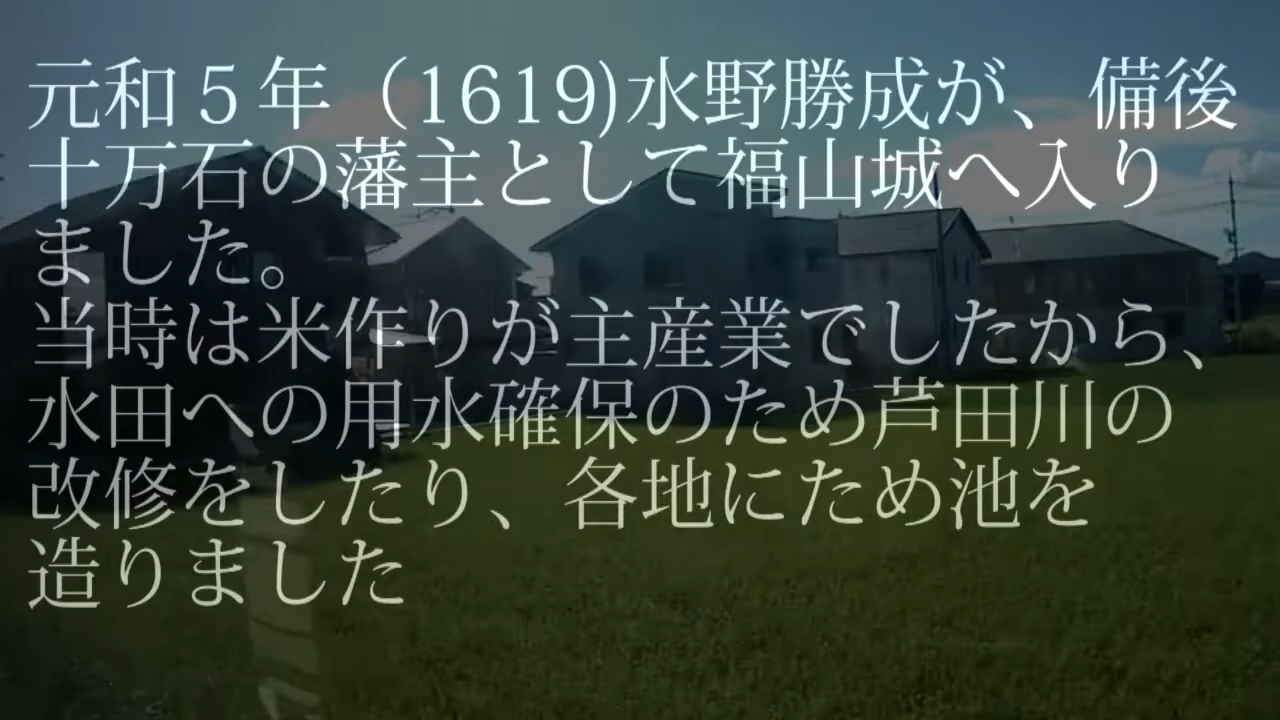 元和５年（1619)水野勝成が、備後
十万石の藩主として福山城へ入り
ました。
当時は米作りが主産業でしたから、
水田への用水確保のため芦田川の
改修をしたり、各地にため池を
造りました